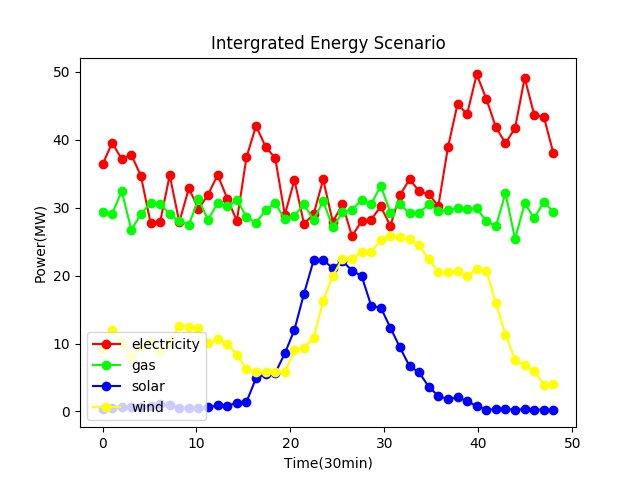 Intergrated Energy Scenario
Power(MW)
50
40
30
20
10
0
electricity
gas
solar
wind
0 10 20 30 40 50
Time(30min)